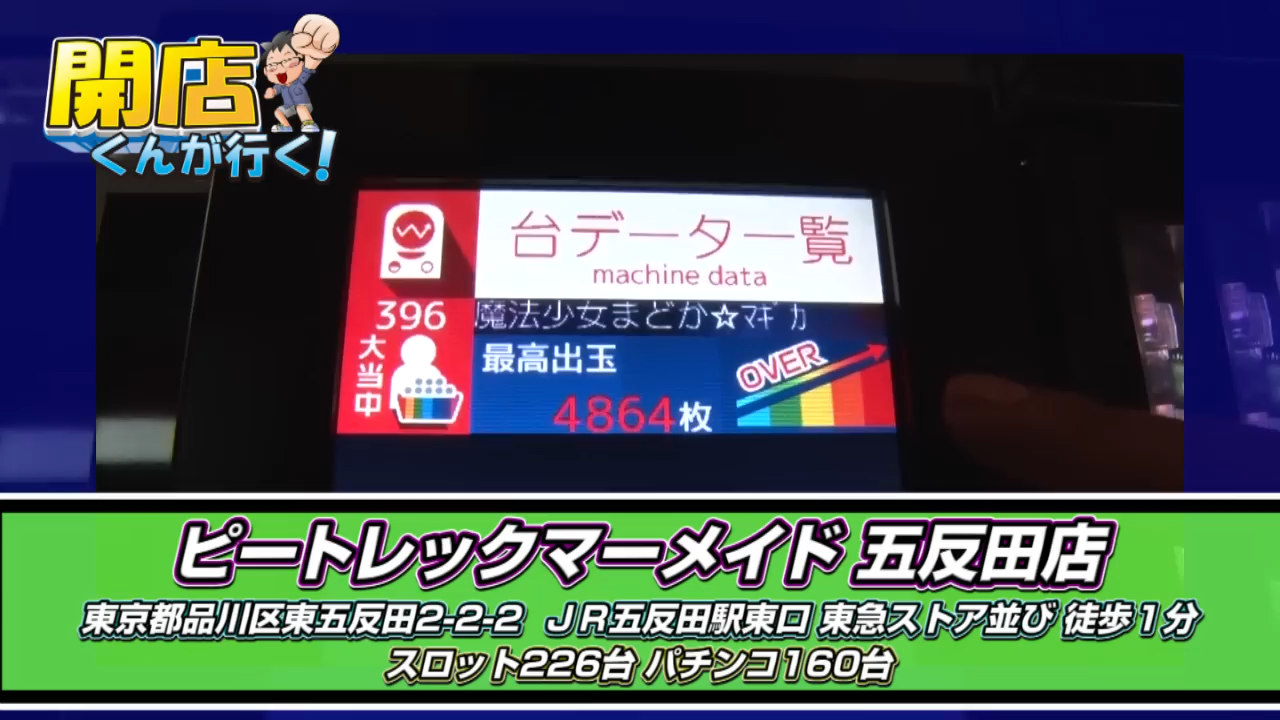 開店
くんが行く!
台データ一覧
machine data
396
魔法少女まどか☆マギカ
大当中
最高出玉
4864枚
OVER
ピートレックマーメイド 五反田店
東京都品川区東五反田2-2-2 JR五反田駅東口 東急ストア並び 徒歩1分
スロット226台 パチンコ160台